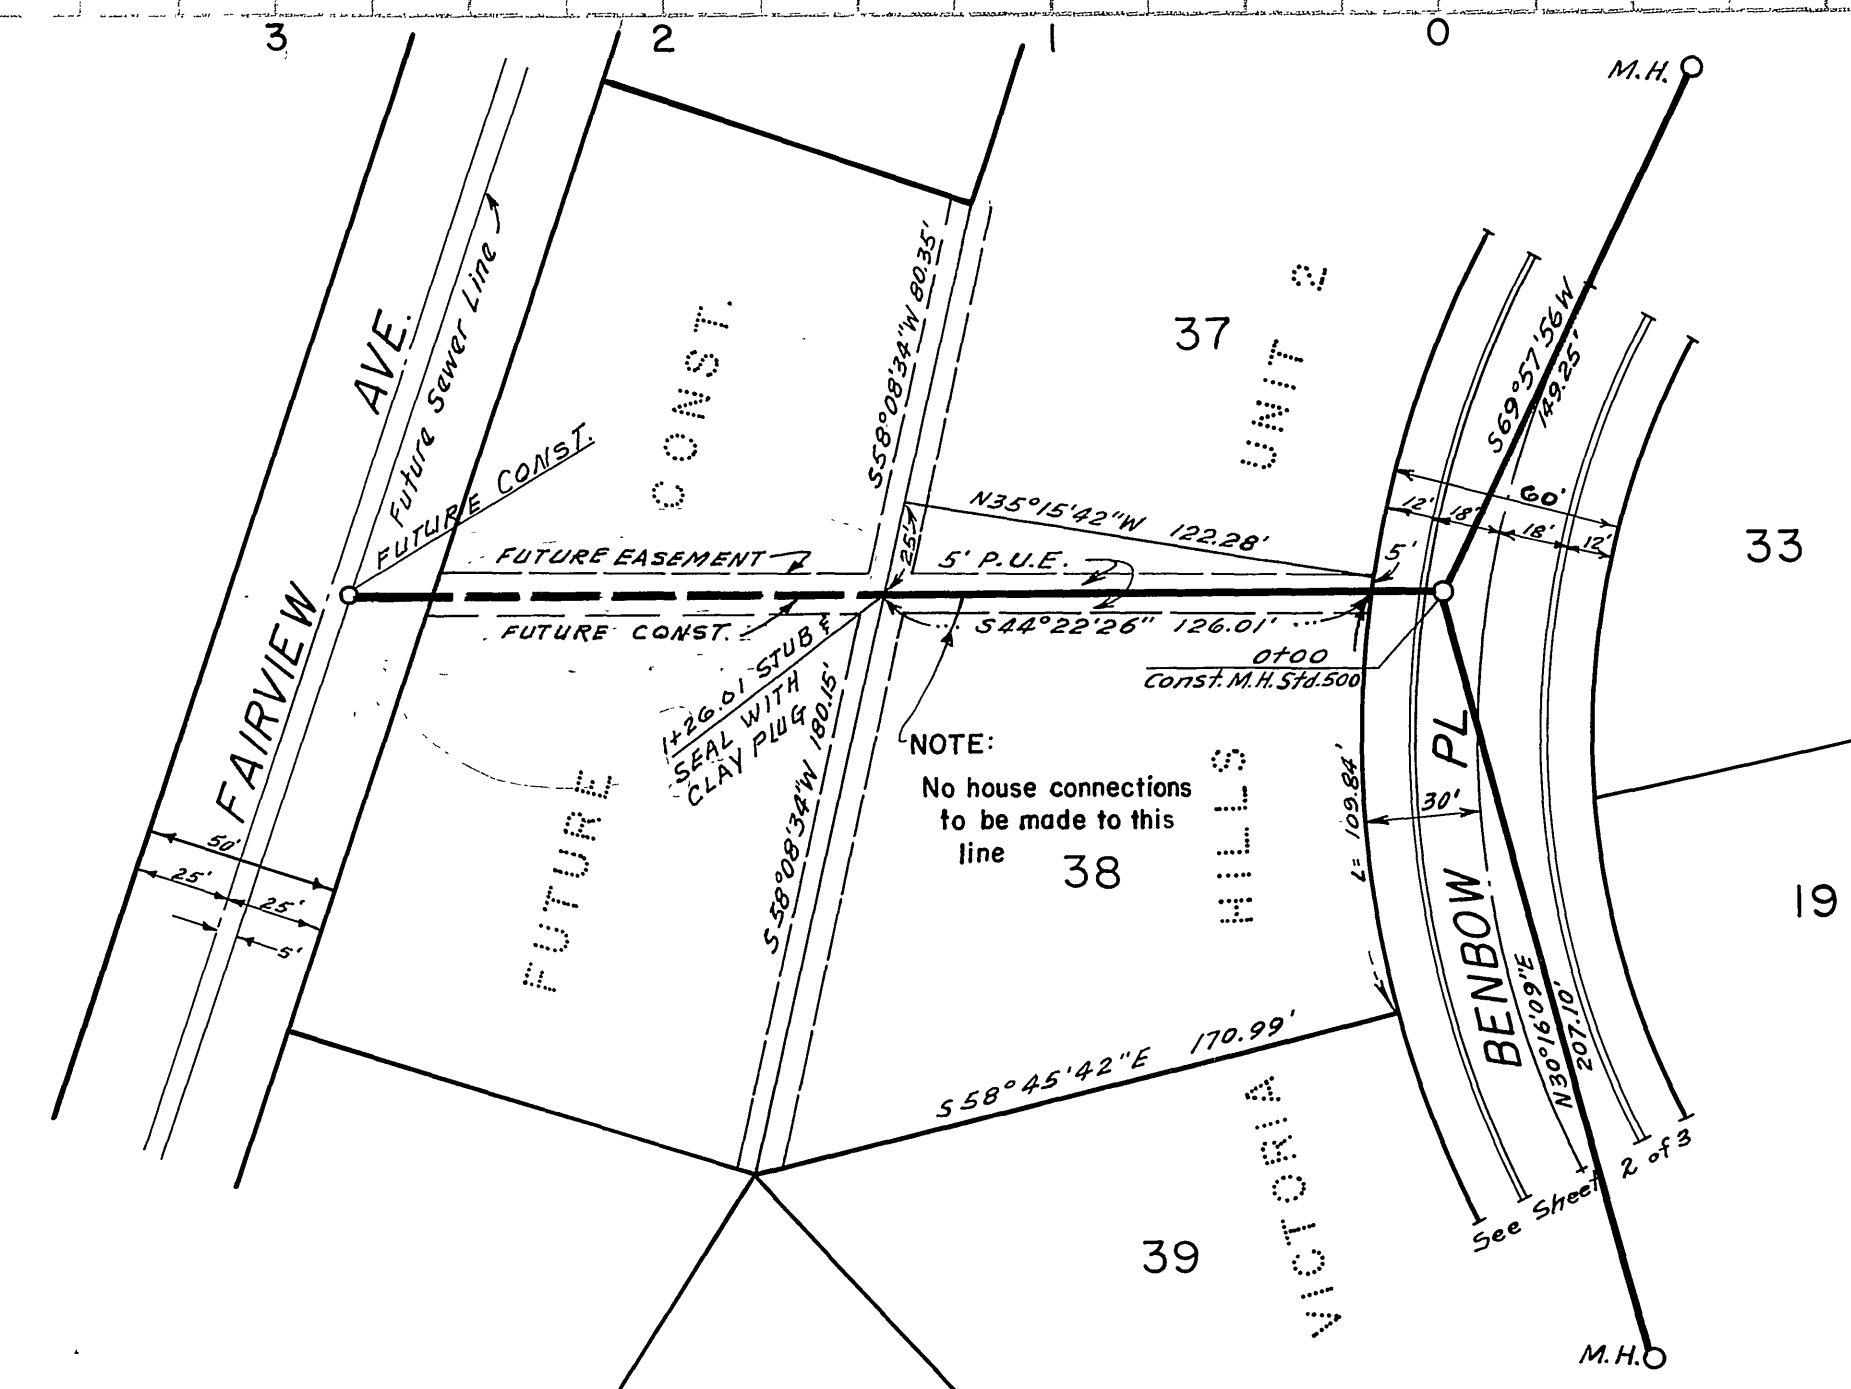 3
2
1
0
M.H.
FAIRVIEW AVE.
Future Sewer Line
FUTURE CONST.
FUTURE CONST.
S58°08'34"W 80.35'
37
UNIT 2
S69°57'56W
149.25'
60'
12'
18'
18'
12'
33
N35°15'42"W 122.28'
25'
5'
FUTURE EASEMENT
5' P.U.E.
FUTURE CONST.
S44°22'26" 126.01'
0+00
Const. M.H. Std. 500
1+26.01 STUB &
SEAL WITH
CLAY PLUG
S58°08'34"W 180.15'
NOTE:
No house connections
to be made to this
line
38
VICTORIA HILLS
L= 109.84'
30'
BENBOW PL
N30°16'09"E
207.10'
19
50'
25'
25'
5'
S58°45'42"E 170.99'
39
See Sheet 2 of 3
M.H.